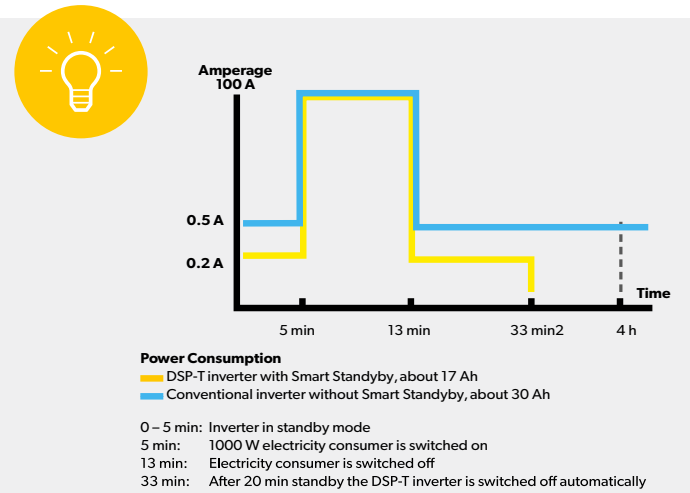 Amperage
100 A
0.5 A
0.2 A
Time
5 min 13 min 33 min2 4 h
Power Consumption
DSP-T inverter with Smart Standyby, about 17 Ah
Conventional inverter without Smart Standyby, about 30 Ah
0 – 5 min: Inverter in standby mode
5 min: 1000 W electricity consumer is switched on
13 min: Electricity consumer is switched off
33 min: After 20 min standby the DSP-T inverter is switched off automatically